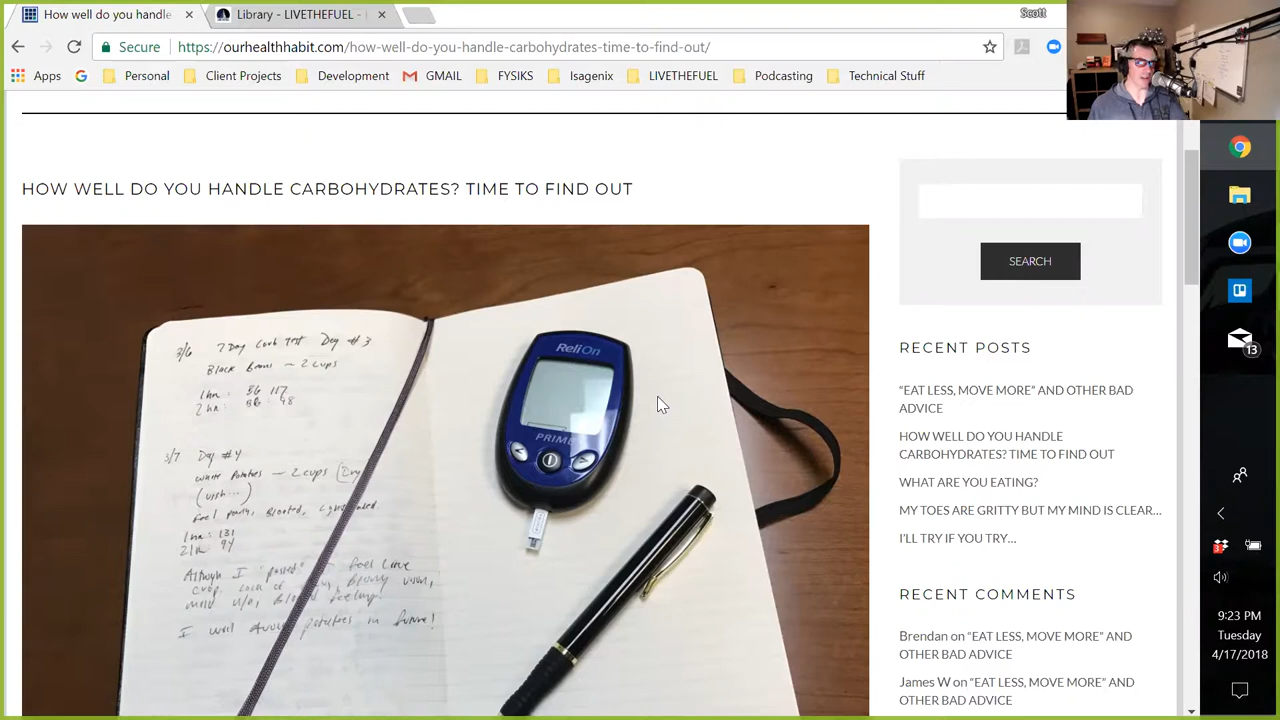 How well do you handle
Library - LIVETHEFUEL -
Scott
Secure
https://ourhealthhabit.com/how-well-do-you-handle-carbohydrates-time-to-find-out/
Apps
Personal
Client Projects
Development
GMAIL
FYSIKS
Isagenix
LIVETHEFUEL
Podcasting
Technical Stuff
HOW WELL DO YOU HANDLE CARBOHYDRATES? TIME TO FIND OUT
3/6 7 Day Carb Test Day #3
Black Beans - 2 cups
1 hr: 117
2 hr:
3/7 Day #4
White Potatoes - 2 cups
1 hr: 131
2 hr: 94
Although I "passed" - feel like
crap.
I will avoid potatoes in future!
ReliOn
PRIME
SEARCH
RECENT POSTS
“EAT LESS, MOVE MORE” AND OTHER BAD
ADVICE
HOW WELL DO YOU HANDLE
CARBOHYDRATES? TIME TO FIND OUT
WHAT ARE YOU EATING?
MY TOES ARE GRITTY BUT MY MIND IS CLEAR…
I’LL TRY IF YOU TRY…
RECENT COMMENTS
Brendan on “EAT LESS, MOVE MORE” AND
OTHER BAD ADVICE
James W on “EAT LESS, MOVE MORE” AND
OTHER BAD ADVICE
13
3
9:23 PM
Tuesday
4/17/2018